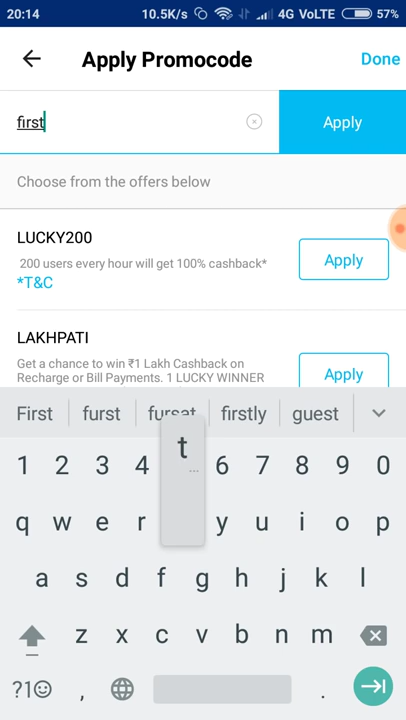 20:14 10.5K/s 4G VoLTE 57%
Apply Promocode Done
first Apply
Choose from the offers below
LUCKY200
200 users every hour will get 100% cashback*
*T&C
Apply
LAKHPATI
Get a chance to win ₹1 Lakh Cashback on
Recharge or Bill Payments. 1 LUCKY WINNER
Apply
First furst fursat firstly guest
1 2 3 4 6 7 8 9 0
t
...
q w e r y u i o p
a s d f g h j k l
z x c v b n m
?1☺ , .